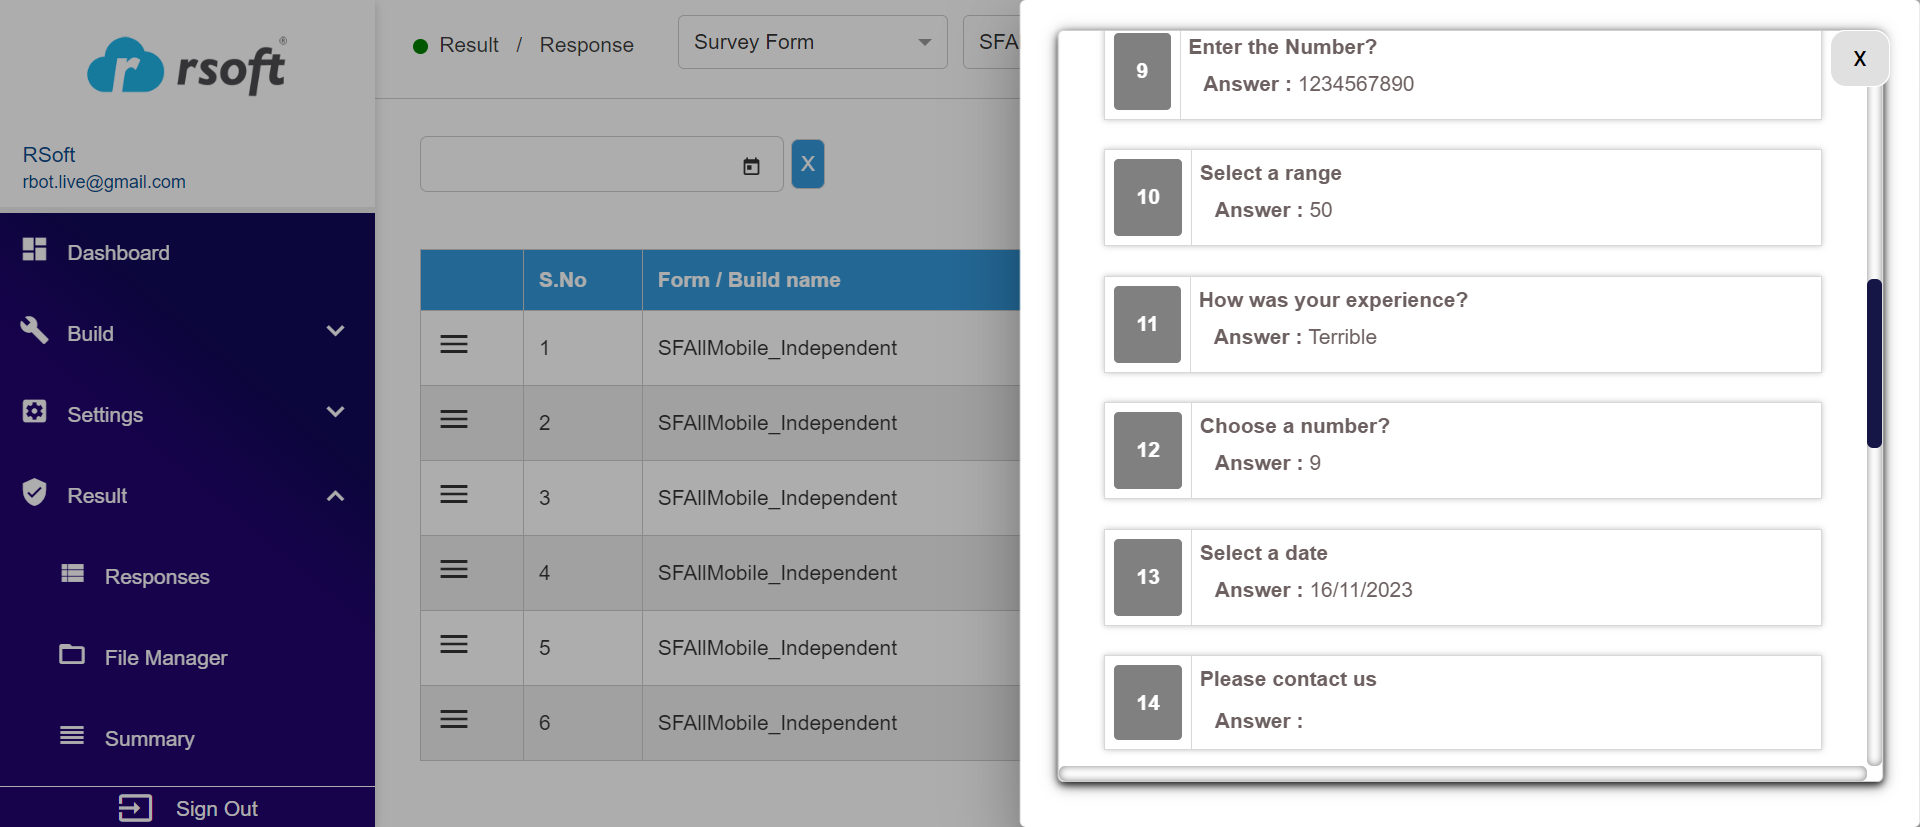 rsoft®
RSoft
rbot.live@gmail.com
Dashboard
Build
Settings
Result
Responses
File Manager
Summary
Sign Out
Result / Response
Survey Form
SFA
X
S.No Form / Build name
1 SFAllMobile_Independent
2 SFAllMobile_Independent
3 SFAllMobile_Independent
4 SFAllMobile_Independent
5 SFAllMobile_Independent
6 SFAllMobile_Independent
X
9
Enter the Number?
Answer : 1234567890
10
Select a range
Answer : 50
11
How was your experience?
Answer : Terrible
12
Choose a number?
Answer : 9
13
Select a date
Answer : 16/11/2023
14
Please contact us
Answer :